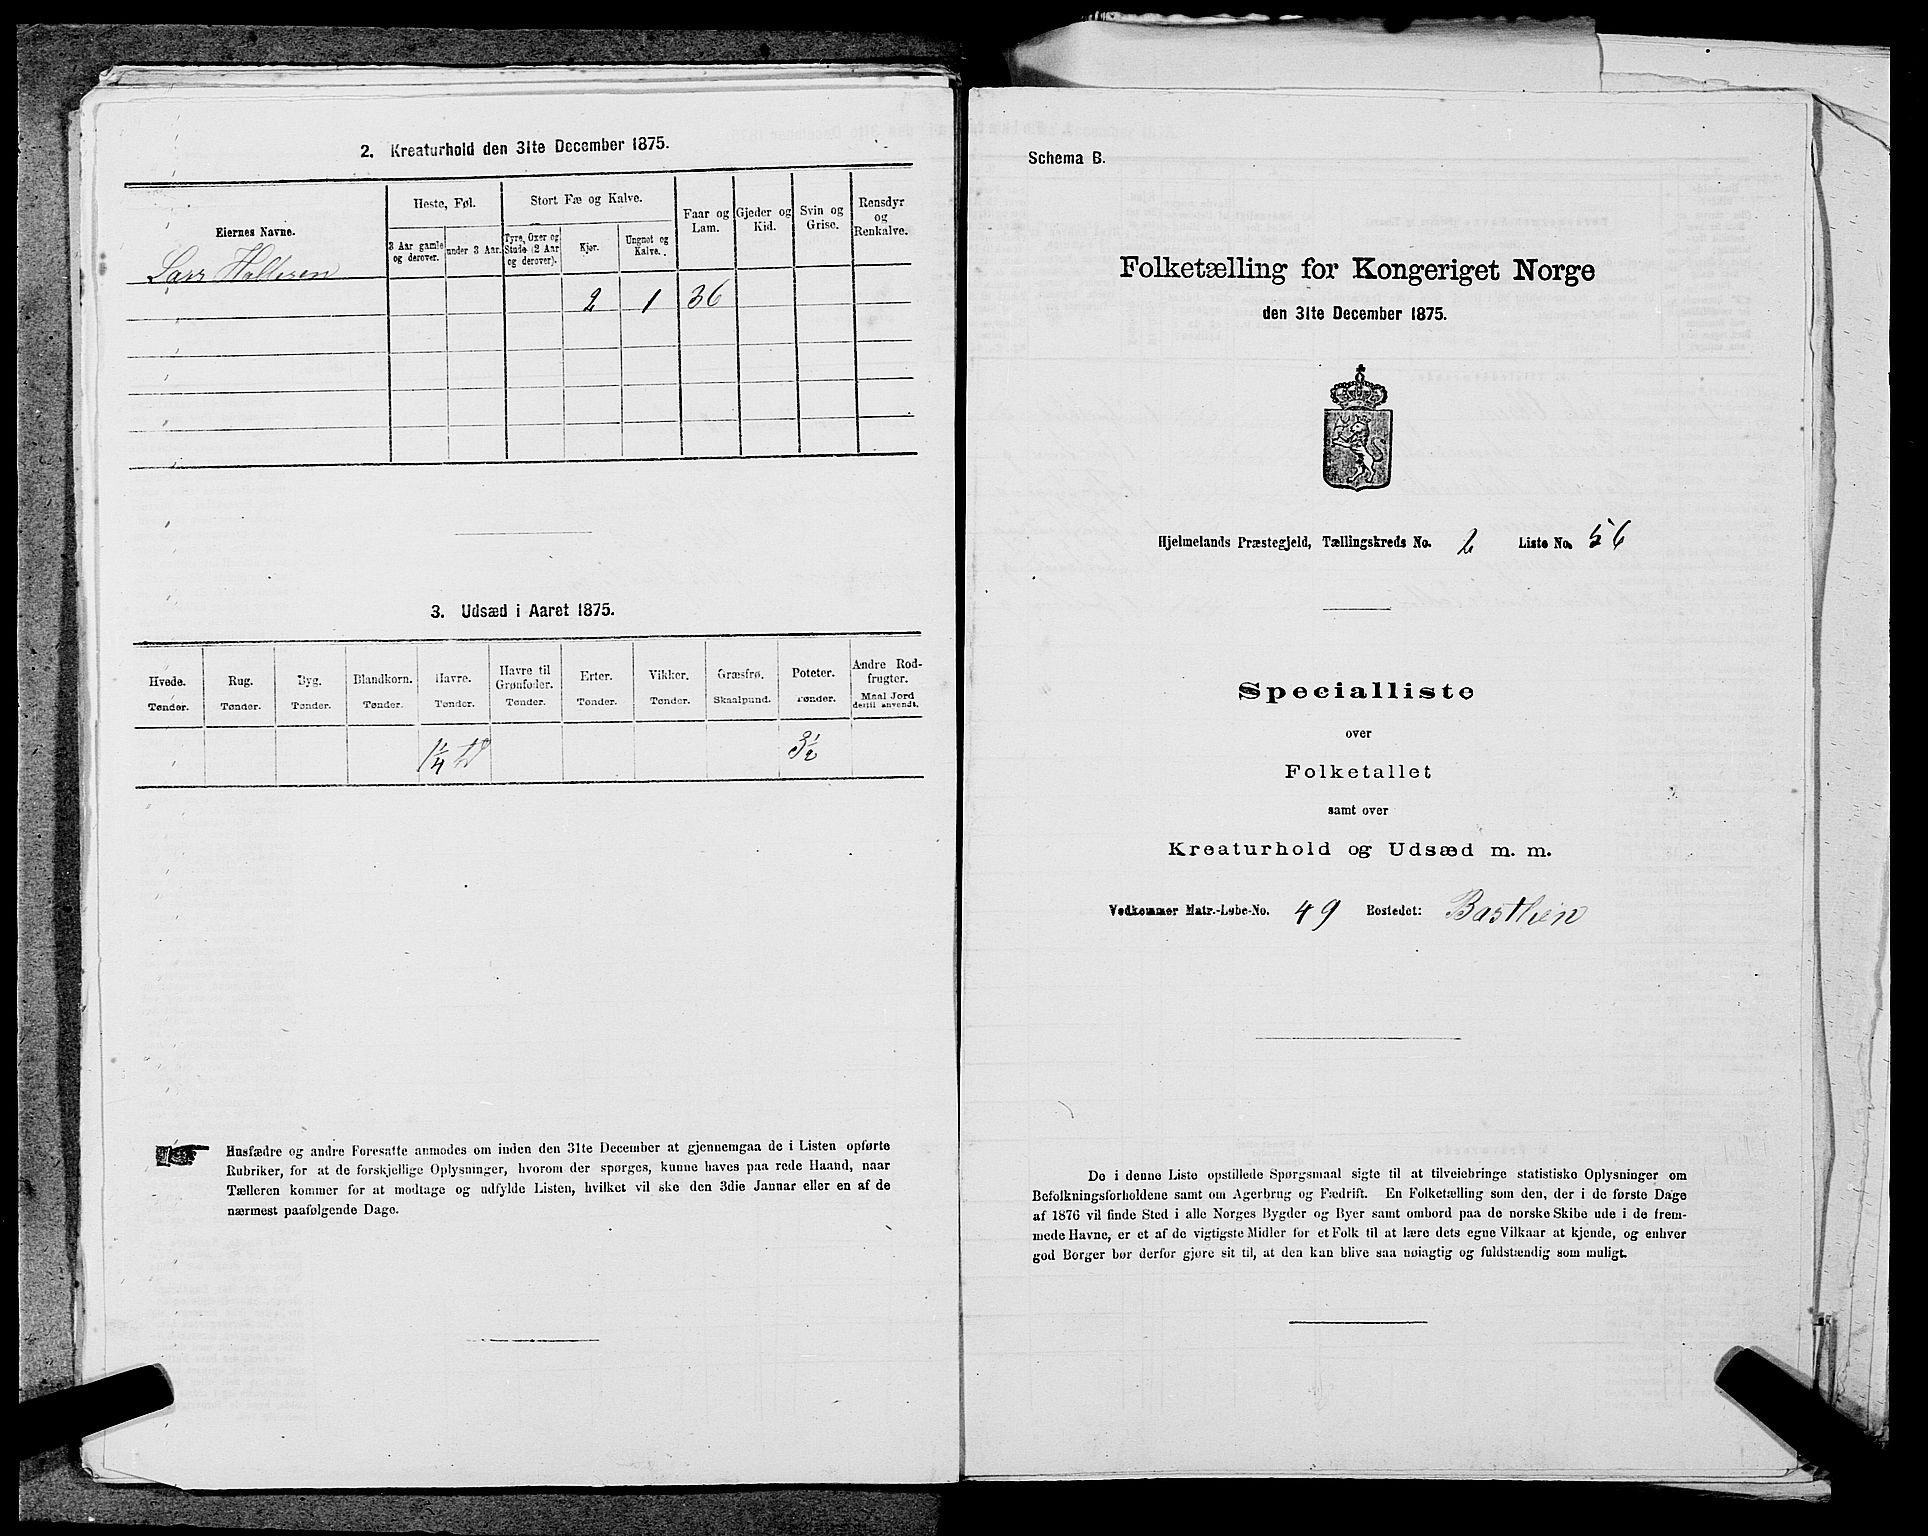 2. Kreaturhold den 31te December 1875.
Eiernes Navne.
Heste, Føl.
Stort Fæ og Kalve.
Faar og Lam.
Gjeder og Kid.
Svin og Grise.
Rensdyr og Renkalve.
3 Aar gamle og derover.
under 3 Aar.
Tyre, Oxer og Stude (2 Aar og derover).
Kjør.
Ungnøt og Kalve.
Lars
2 1 36
3. Udsæd i Aaret 1875.
Hvede. Rug. Byg. Blandkorn. Havre. Havre til Grønfoder. Erter. Vikker. Græsfrø. Poteter. Andre Rodfrugter.
Tønder. Tønder. Tønder. Tønder. Tønder. Tønder. Tønder. Tønder. Skaalpund. Tønder. Maal Jord dertil anvendt.
1 1/4 3 1/2
Husfædre og andre Foresatte anmodes om inden den 31te December at gjennemgaa de i Listen opførte
Rubriker, for at de forskjellige Oplysninger, hvorom der spørges, kunne haves paa rede Haand, naar
Tælleren kommer for at modtage og udfylde Listen, hvilket vil ske den 3die Januar eller en af de
nærmest paafølgende Dage.
Schema B.
Folketælling for Kongeriget Norge
den 31te December 1875.
Hjelmelands Præstegjeld, Tællingskreds No. 2 Liste No. 56
Specialliste
over
Folketallet
samt over
Kreaturhold og Udsæd m. m.
Vedkommer Matr.-Løbe-No. 49 Bostedet: Basthien
De i denne Liste opstillede Spørgsmaal sigte til at tilveiebringe statistiske Oplysninger om
Befolkningsforholdene samt om Agerbrug og Fædrift. En Folketælling som den, der i de første Dage
af 1876 vil finde Sted i alle Norges Bygder og Byer samt ombord paa de norske Skibe ude i de frem-
mede Havne, er et af de vigtigste Midler for et Folk til at lære dets egne Vilkaar at kjende, og enhver
god Borger bør derfor gjøre sit til, at den kan blive saa nøiagtig og fuldstændig som muligt.